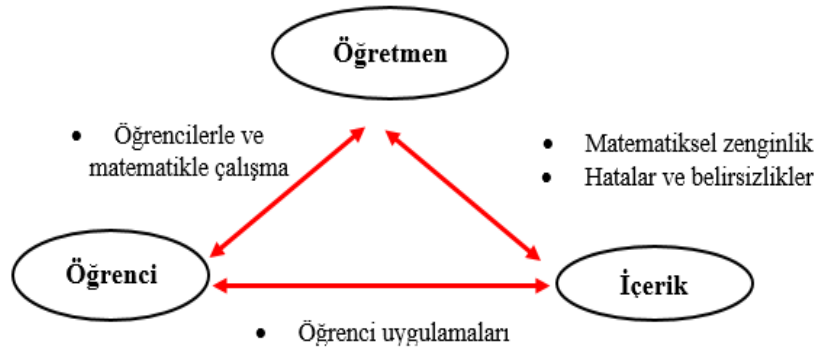 Öğretmen
• Öğrencilerle ve
matematikle çalışma
• Matematiksel zenginlik
• Hatalar ve belirsizlikler
Öğrenci
İçerik
• Öğrenci uygulamaları